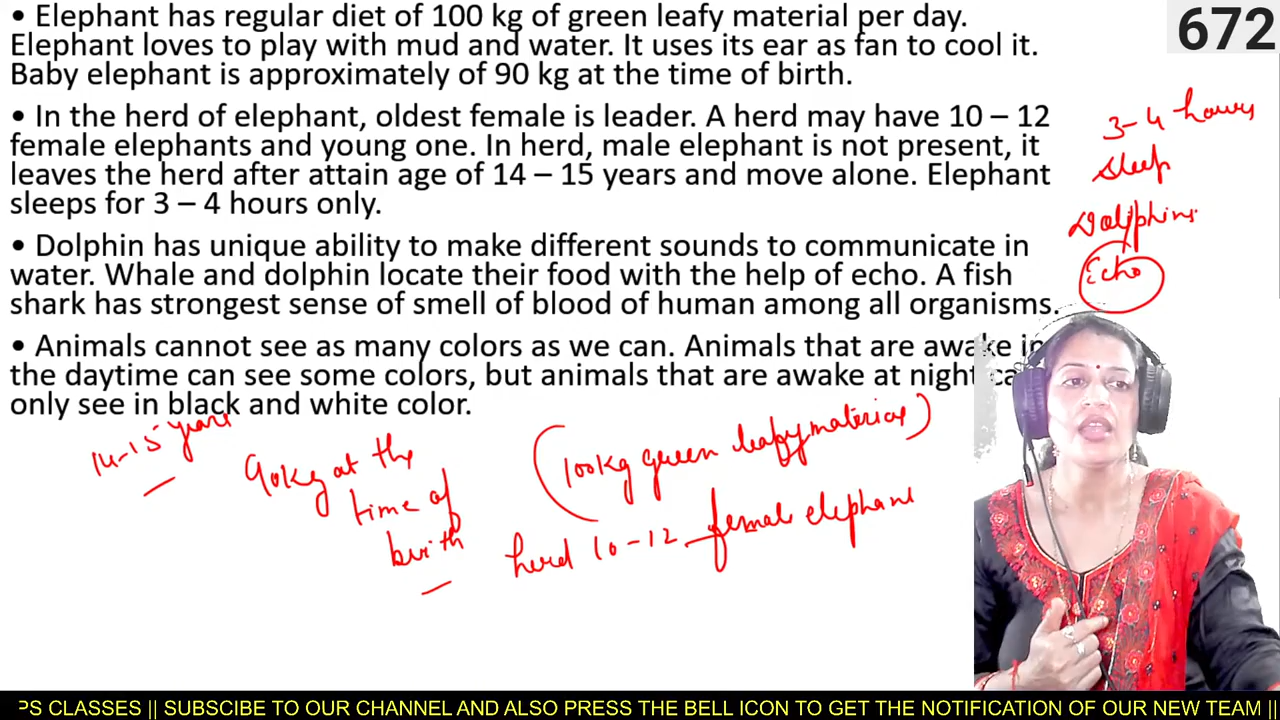 • Elephant has regular diet of 100 kg of green leafy material per day.
Elephant loves to play with mud and water. It uses its ear as fan to cool it.
Baby elephant is approximately of 90 kg at the time of birth.
• In the herd of elephant, oldest female is leader. A herd may have 10 – 12
female elephants and young one. In herd, male elephant is not present, it
leaves the herd after attain age of 14 – 15 years and move alone. Elephant
sleeps for 3 – 4 hours only.
• Dolphin has unique ability to make different sounds to communicate in
water. Whale and dolphin locate their food with the help of echo. A fish
shark has strongest sense of smell of blood of human among all organisms.
• Animals cannot see as many colors as we can. Animals that are awake in
the daytime can see some colors, but animals that are awake at night
only see in black and white color.
672
3-4 hours
sleep
Dolphins
Echo
14-15 years
90kg at the
time of
birth
(100kg green leafy material)
herd 10-12 female elephant
PS CLASSES || SUBSCIBE TO OUR CHANNEL AND ALSO PRESS THE BELL ICON TO GET THE NOTIFICATION OF OUR NEW TEAM ||